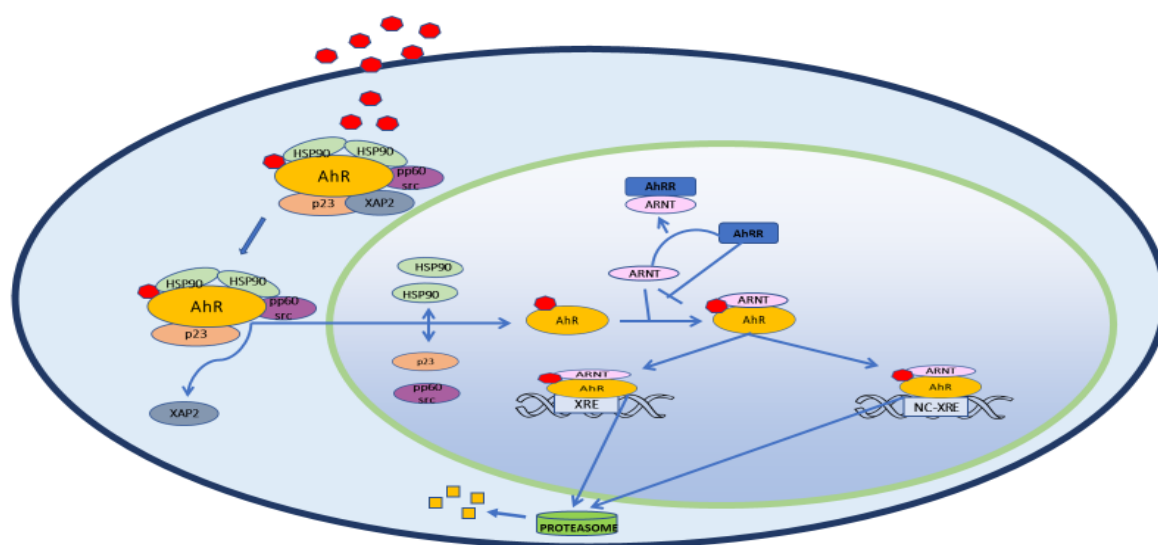 HSP90
HSP90
AhR
pp60
src
p23
XAP2
HSP90
HSP90
AhR
pp60
src
p23
XAP2
HSP90
HSP90
p23
pp60
src
AhRR
ARNT
AhRR
ARNT
AhR
ARNT
AhR
ARNT
AhR
XRE
ARNT
AhR
NC-XRE
PROTEASOME